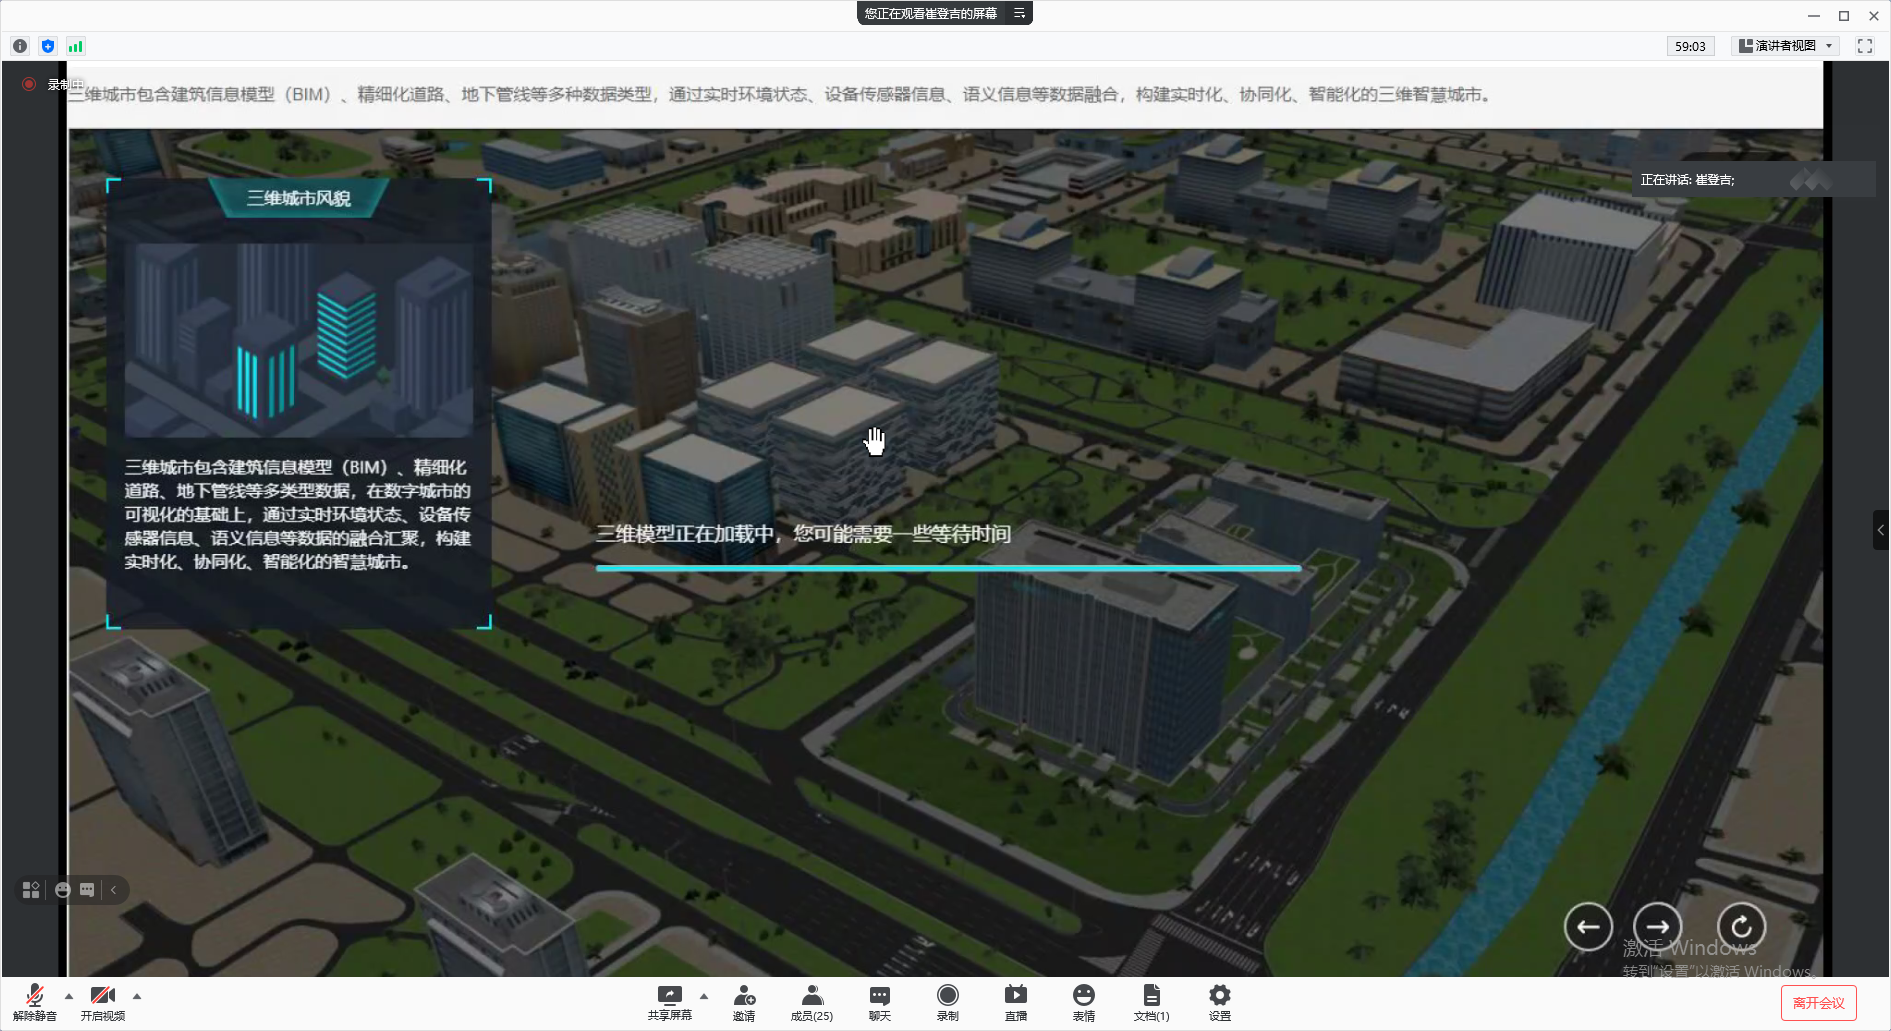 您正在观看崔登吉的屏幕
59:03
演讲者视图
录制中
三维城市包含建筑信息模型（BIM）、精细化道路、地下管线等多种数据类型，通过实时环境状态、设备传感器信息、语义信息等数据融合，构建实时化、协同化、智能化的三维智慧城市。
正在讲话: 崔登吉;
三维城市风貌
三维城市包含建筑信息模型（BIM）、精细化
道路、地下管线等多类型数据，在数字城市的
可视化的基础上，通过实时环境状态、设备传
感器信息、语义信息等数据的融合汇聚，构建
实时化、协同化、智能化的智慧城市。
三维模型正在加载中，您可能需要一些等待时间
激活 Windows
转到"设置"以激活 Windows。
解除静音
开启视频
共享屏幕
邀请
成员(25)
聊天
录制
直播
表情
文档(1)
设置
离开会议